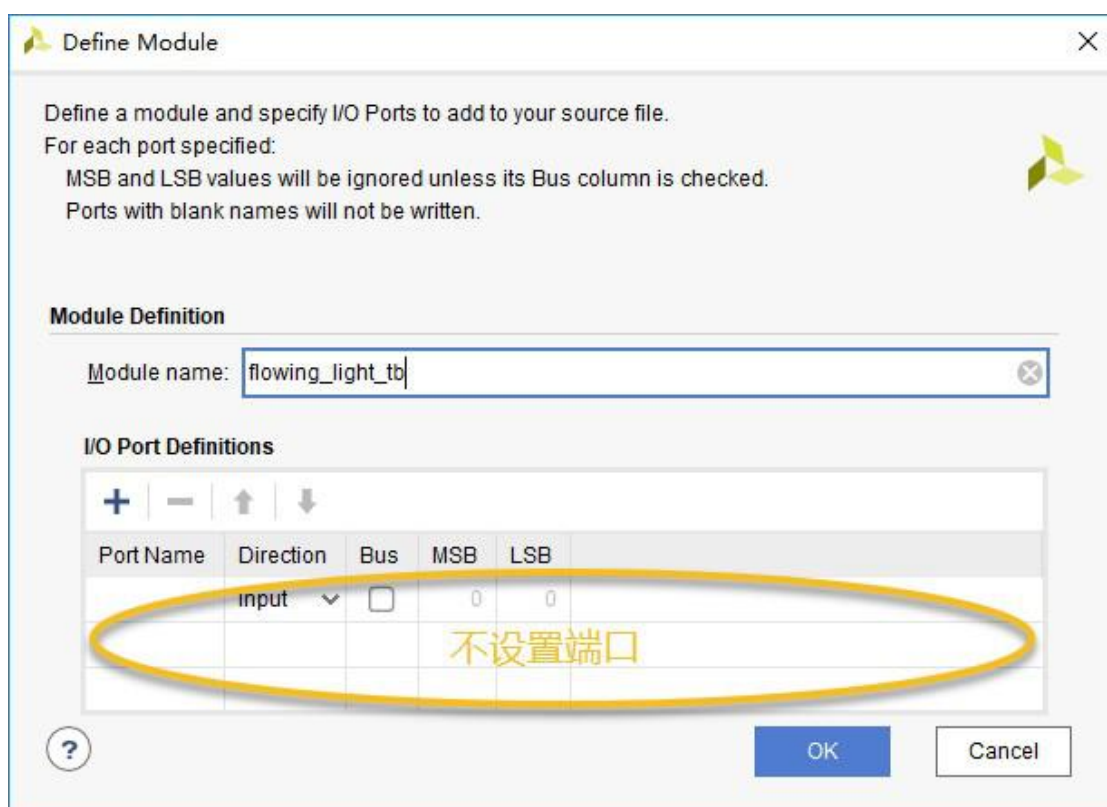 Define Module
Define a module and specify I/O Ports to add to your source file.
For each port specified:
MSB and LSB values will be ignored unless its Bus column is checked.
Ports with blank names will not be written.
Module Definition
Module name: flowing_light_tb
I/O Port Definitions
Port Name Direction Bus MSB LSB
input 0 0
不设置端口
? OK Cancel